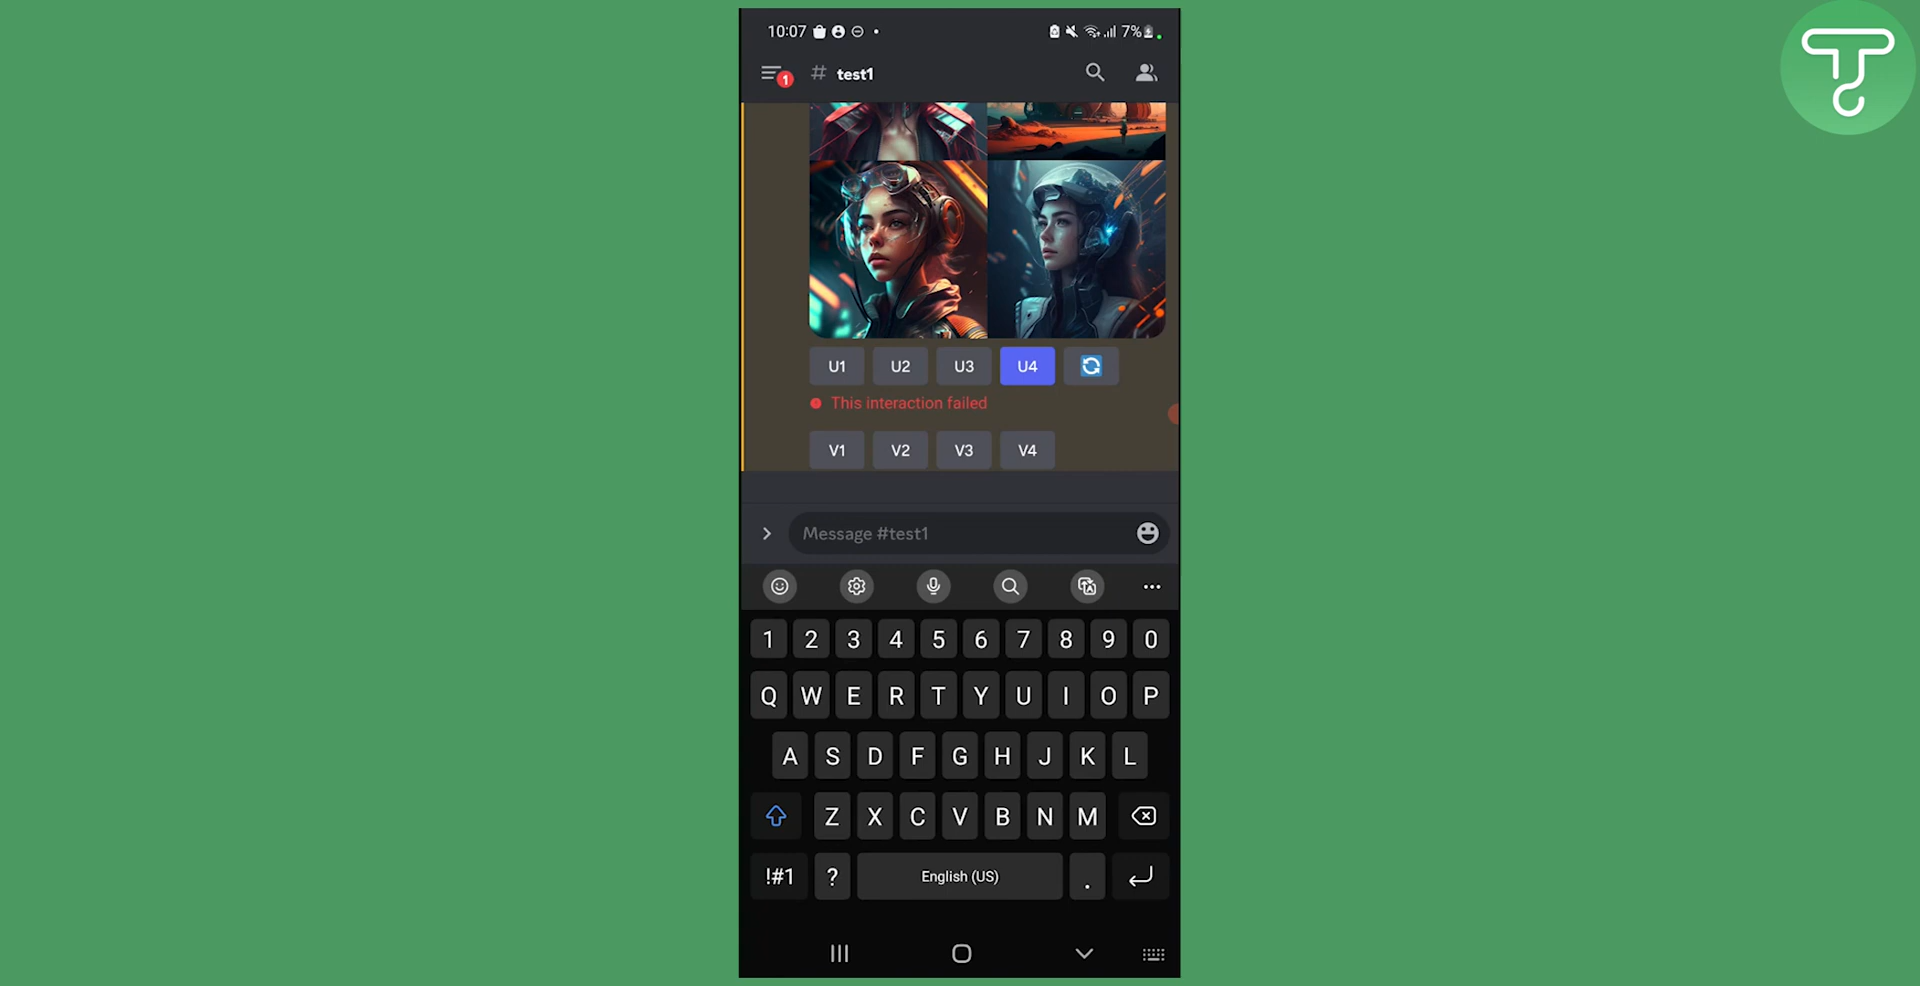 10:07 7%
1 # test1
U1 U2 U3 U4
This interaction failed
V1 V2 V3 V4
Message #test1
1 2 3 4 5 6 7 8 9 0
Q W E R T Y U I O P
A S D F G H J K L
Z X C V B N M
!#1 ? English (US) .